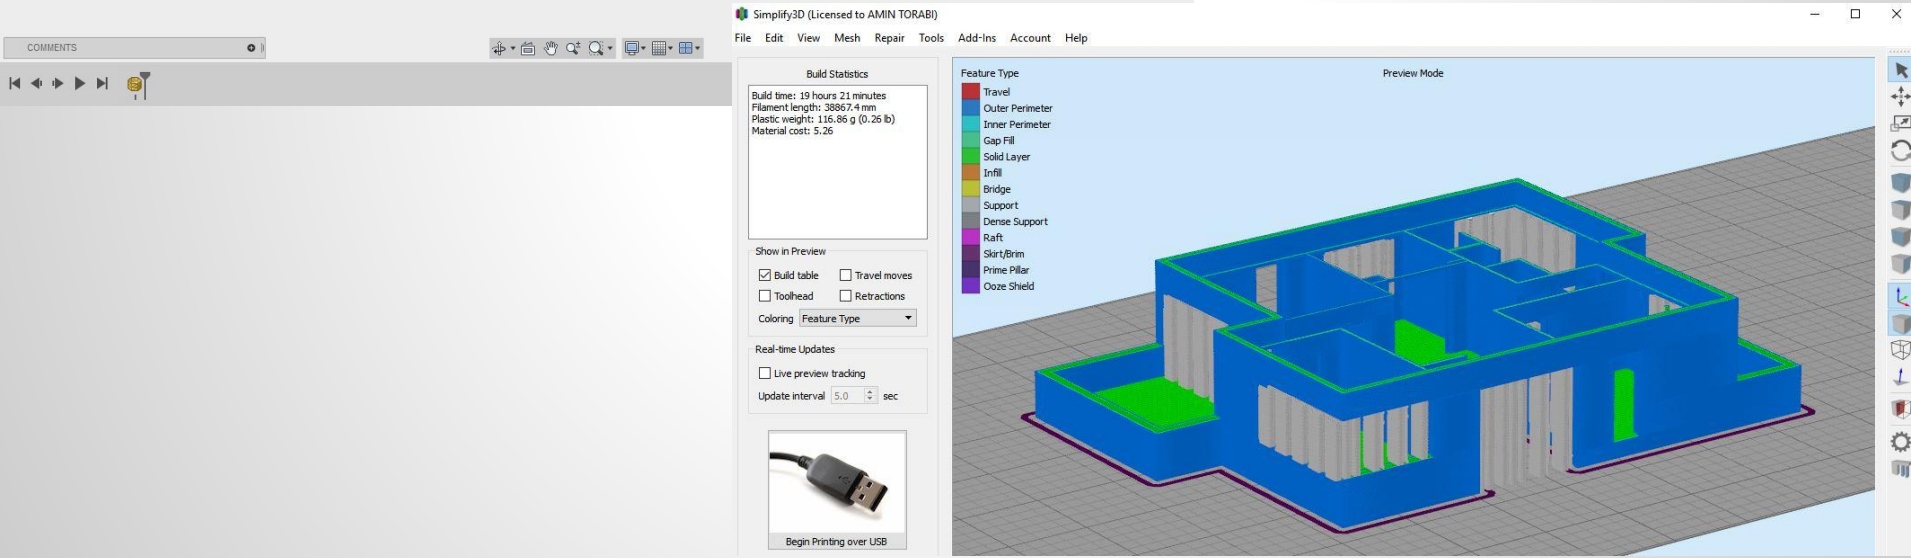 COMMENTS
Simplify3D (Licensed to AMIN TORABI)
File Edit View Mesh Repair Tools Add-Ins Account Help
Build Statistics
Build time: 19 hours 21 minutes
Filament length: 38867.4 mm
Plastic weight: 116.86 g (0.26 lb)
Material cost: 5.26
Show in Preview
Build table Travel moves
Toolhead Retractions
Coloring Feature Type
Real-time Updates
Live preview tracking
Update interval 5.0 sec
Begin Printing over USB
Feature Type
Travel
Outer Perimeter
Inner Perimeter
Gap Fill
Solid Layer
Infill
Bridge
Support
Dense Support
Raft
Skirt/Brim
Prime Pillar
Ooze Shield
Preview Mode